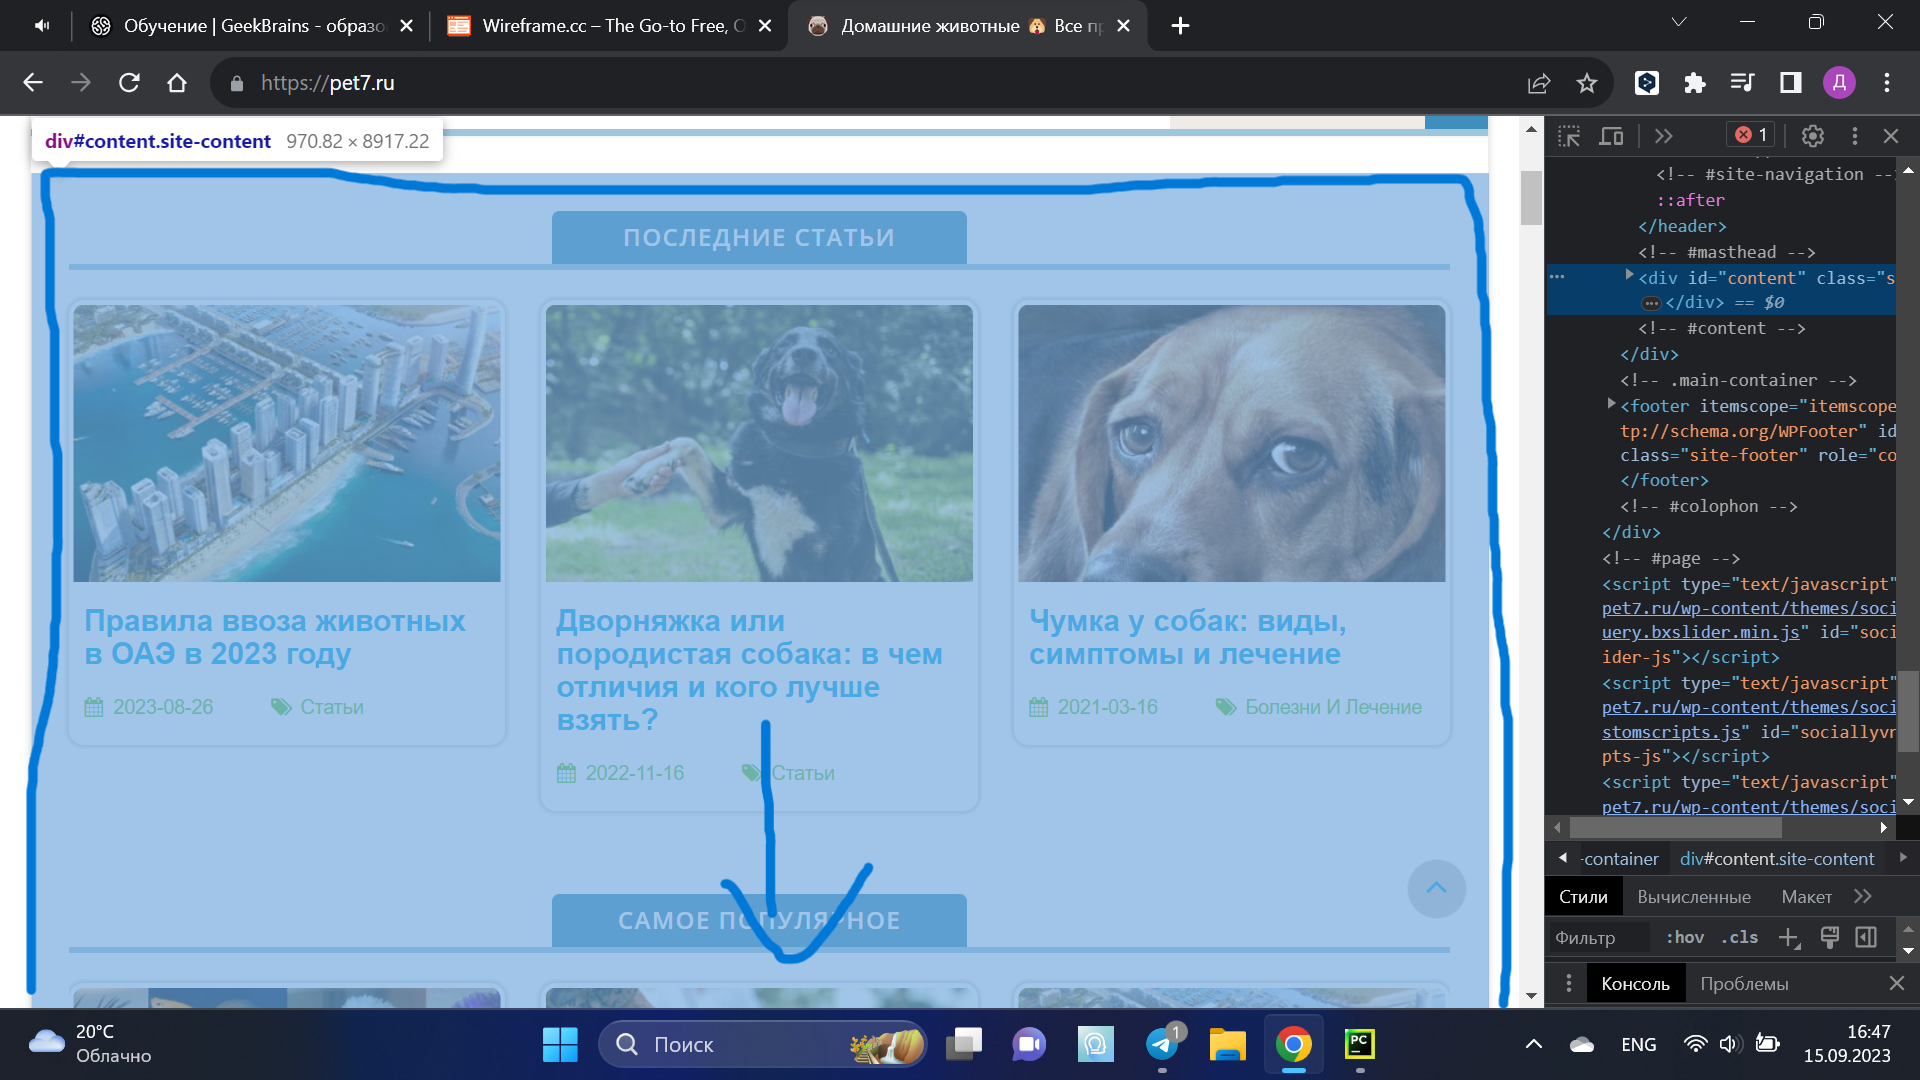 Обучение | GeekBrains - образо
Wireframe.cc – The Go-to Free, O
Домашние животные 🐶 Все пр
https://pet7.ru
Д
div#content.site-content 970.82 × 8917.22
1
ПОСЛЕДНИЕ СТАТЬИ
Правила ввоза животных
в ОАЭ в 2023 году
2023-08-26 Статьи
Дворняжка или
породистая собака: в чем
отличия и кого лучше
взять?
2022-11-16 Статьи
Чумка у собак: виды,
симптомы и лечение
2021-03-16 Болезни И Лечение
САМОЕ ПОПУЛЯРНОЕ
<!-- #site-navigation --
::after
</header>
<!-- #masthead -->
<div id="content" class="s
</div> == $0
<!-- #content -->
</div>
<!-- .main-container -->
<footer itemscope="itemscope
tp://schema.org/WPFooter" id
class="site-footer" role="co
</footer>
<!-- #colophon -->
</div>
<!-- #page -->
<script type="text/javascript"
pet7.ru/wp-content/themes/soci
uery.bxslider.min.js" id="soci
ider-js"></script>
<script type="text/javascript"
pet7.ru/wp-content/themes/soci
stomscripts.js" id="sociallyvr
pts-js"></script>
<script type="text/javascript"
pet7.ru/wp-content/themes/soci
-container div#content.site-content
Стили Вычисленные Макет
Фильтр :hov .cls
Консоль Проблемы
20°C
Облачно
Поиск
1
PC
ENG
16:47
15.09.2023